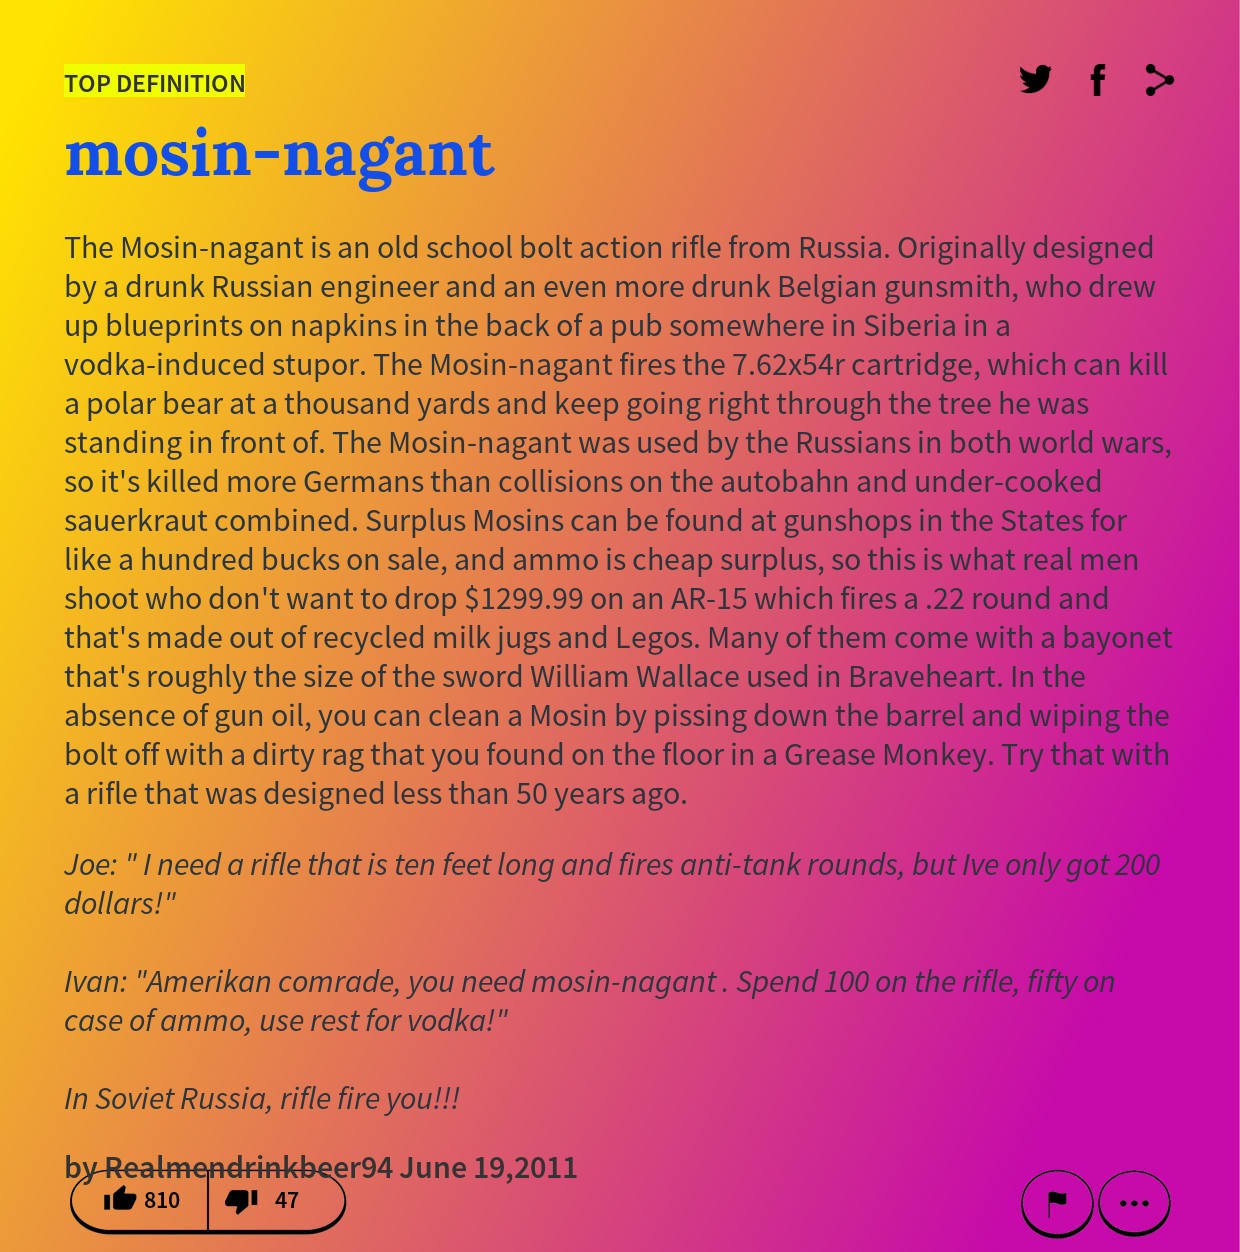 TOP DEFINITION
mosin-nagant
The Mosin-nagant is an old school bolt action rifle from Russia. Originally designed
by a drunk Russian engineer and an even more drunk Belgian gunsmith, who drew
up blueprints on napkins in the back of a pub somewhere in Siberia in a
vodka-induced stupor. The Mosin-nagant fires the 7.62x54r cartridge, which can kill
a polar bear at a thousand yards and keep going right through the tree he was
standing in front of. The Mosin-nagant was used by the Russians in both world wars,
so it's killed more Germans than collisions on the autobahn and under-cooked
sauerkraut combined. Surplus Mosins can be found at gunshops in the States for
like a hundred bucks on sale, and ammo is cheap surplus, so this is what real men
shoot who don't want to drop $1299.99 on an AR-15 which fires a .22 round and
that's made out of recycled milk jugs and Legos. Many of them come with a bayonet
that's roughly the size of the sword William Wallace used in Braveheart. In the
absence of gun oil, you can clean a Mosin by pissing down the barrel and wiping the
bolt off with a dirty rag that you found on the floor in a Grease Monkey. Try that with
a rifle that was designed less than 50 years ago.
Joe: " I need a rifle that is ten feet long and fires anti-tank rounds, but Ive only got 200
dollars!"
Ivan: "Amerikan comrade, you need mosin-nagant . Spend 100 on the rifle, fifty on
case of ammo, use rest for vodka!"
In Soviet Russia, rifle fire you!!!
by Realmendrinkbeer94 June 19,2011
810 47